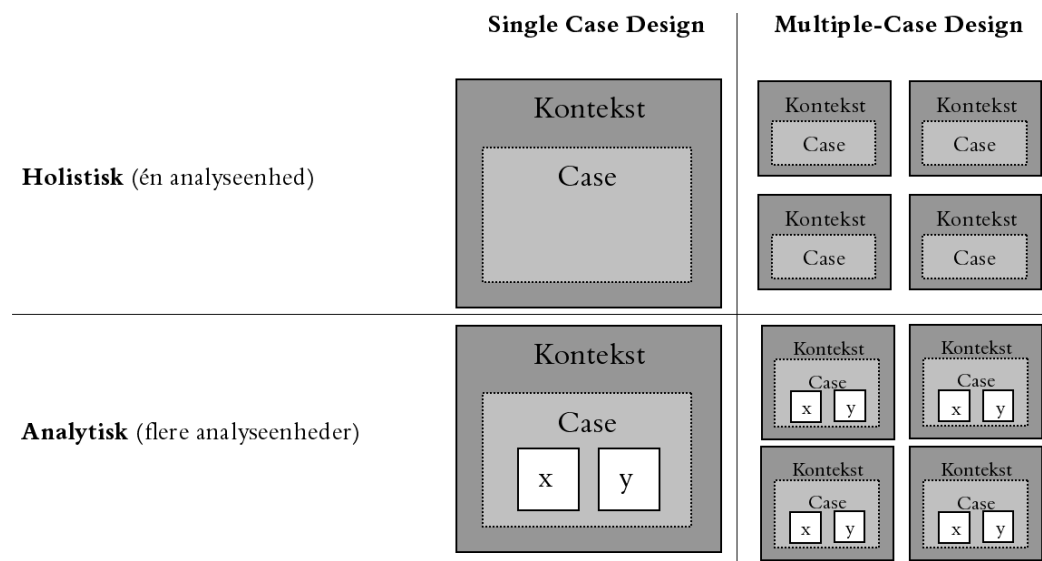 Single Case Design
Multiple-Case Design
Holistisk (én analyseenhed)
Kontekst
Case
Kontekst
Case
Kontekst
Case
Kontekst
Case
Kontekst
Case
Analytisk (flere analyseenheder)
Kontekst
Case
x y
Kontekst
Case
x y
Kontekst
Case
x y
Kontekst
Case
x y
Kontekst
Case
x y